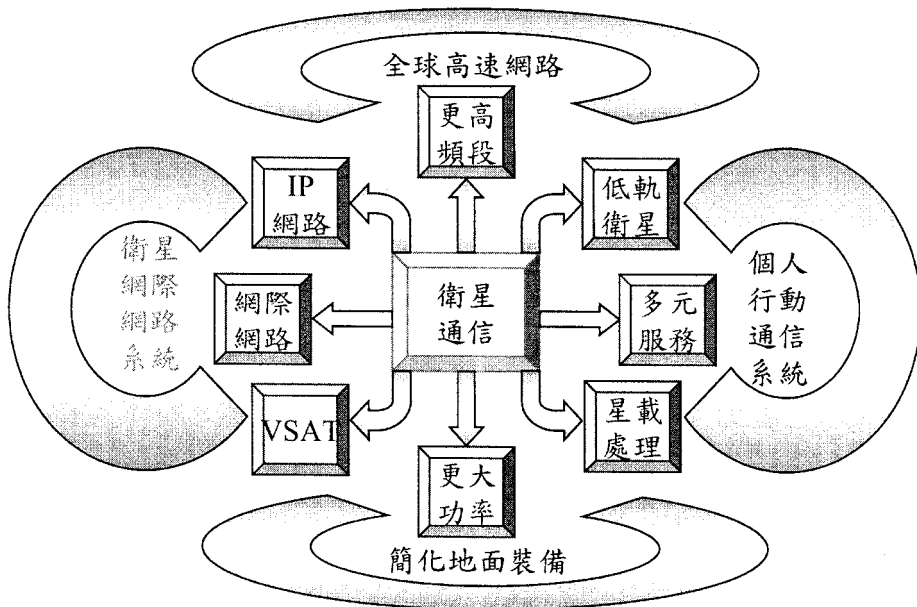 全球高速網路
更高
頻段
IP
網路
低軌
衛星
衛星
網際
網路
系統
網際
網路
衛星
通信
多元
服務
個人
行動
通信
系統
VSAT
星載
處理
更大
功率
簡化地面裝備